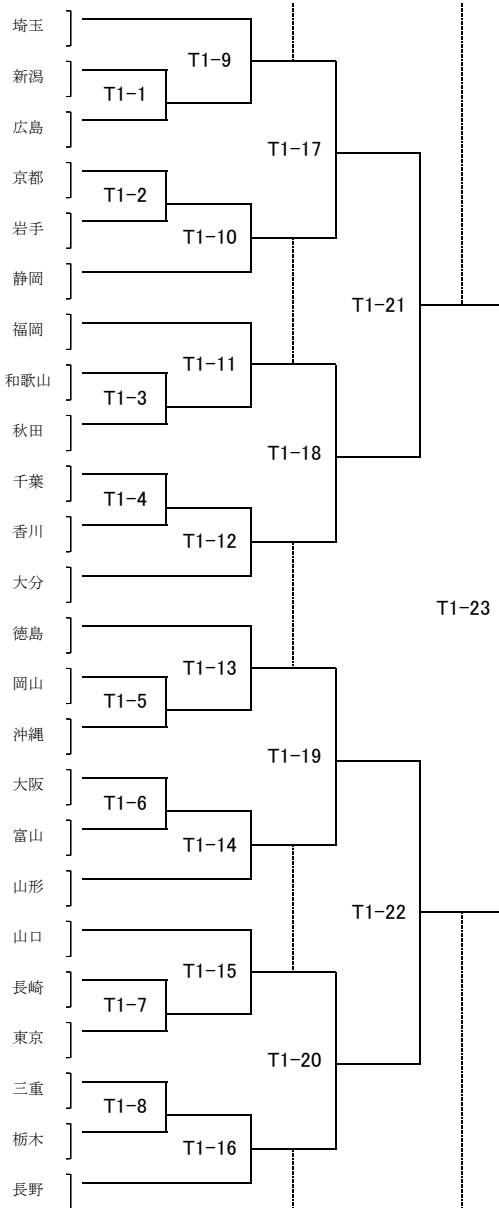 埼玉
T1-9
新潟
T1-1
広島
T1-17
京都
T1-2
岩手
T1-10
静岡
T1-21
福岡
T1-11
和歌山
T1-3
秋田
T1-18
千葉
T1-4
香川
T1-12
大分
T1-23
徳島
T1-13
岡山
T1-5
沖縄
T1-19
大阪
T1-6
富山
T1-14
山形
T1-22
山口
T1-15
長崎
T1-7
東京
T1-20
三重
T1-8
栃木
T1-16
長野